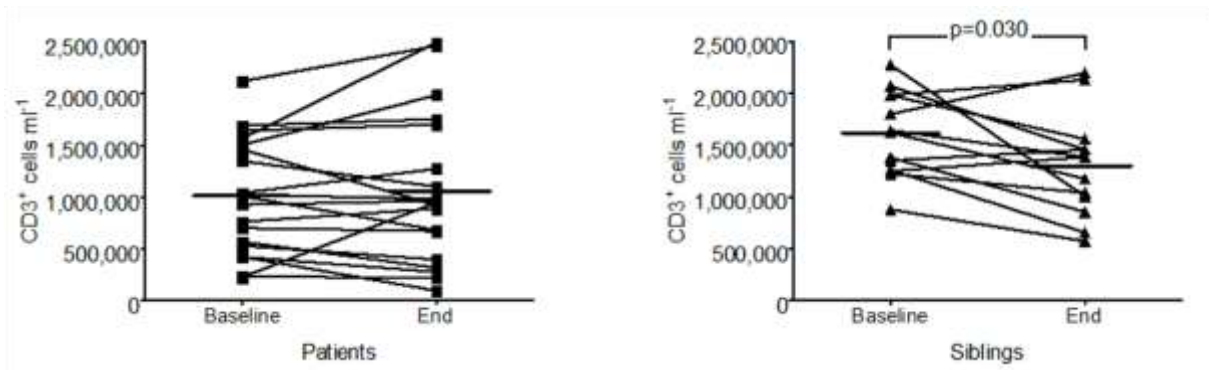 CD3⁺ cells ml⁻¹
2,500,000
2,000,000
1,500,000
1,000,000
500,000
0
Baseline
End
Patients
p=0.030
CD3⁺ cells ml⁻¹
2,500,000
2,000,000
1,500,000
1,000,000
500,000
0
Baseline
End
Siblings